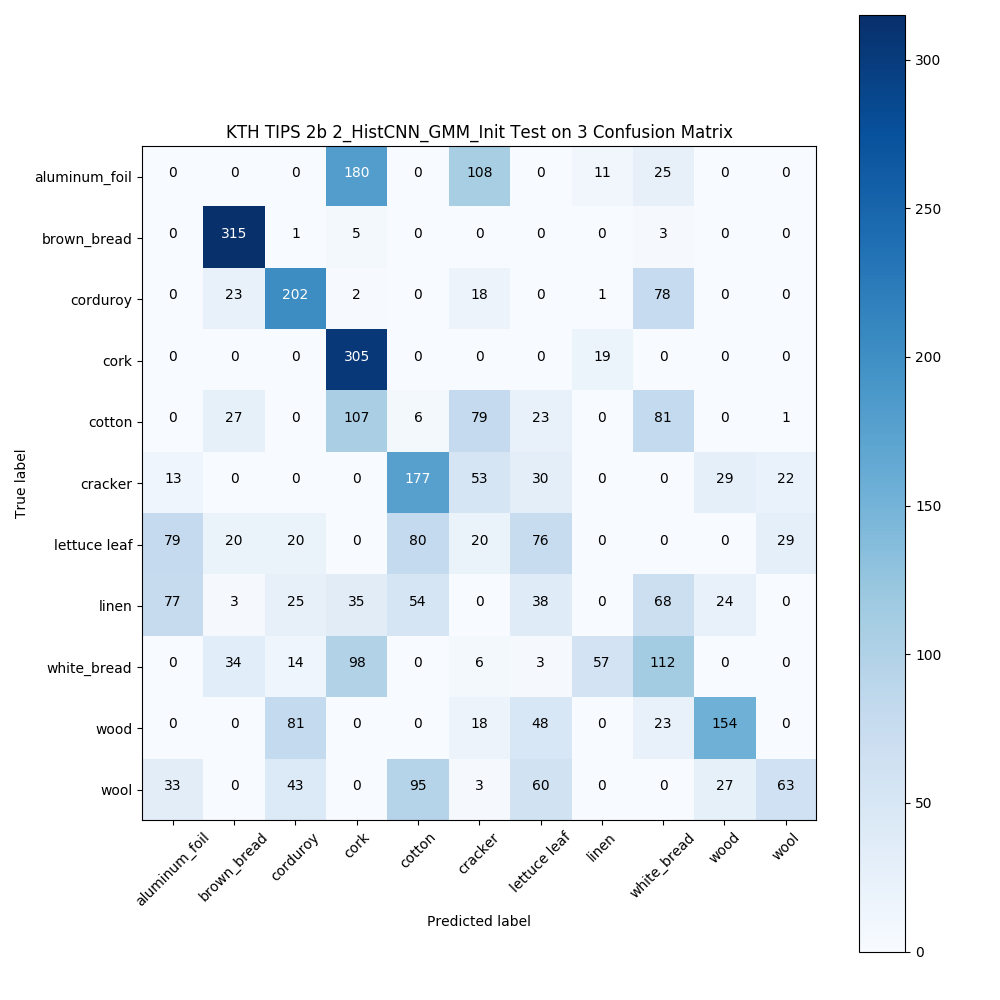 KTH TIPS 2b 2_HistCNN_GMM_Init Test on 3 Confusion Matrix
True label
aluminum_foil 0 0 0 180 0 108 0 11 25 0 0
brown_bread 0 315 1 5 0 0 0 0 3 0 0
corduroy 0 23 202 2 0 18 0 1 78 0 0
cork 0 0 0 305 0 0 0 19 0 0 0
cotton 0 27 0 107 6 79 23 0 81 0 1
cracker 13 0 0 0 177 53 30 0 0 29 22
lettuce leaf 79 20 20 0 80 20 76 0 0 0 29
linen 77 3 25 35 54 0 38 0 68 24 0
white_bread 0 34 14 98 0 6 3 57 112 0 0
wood 0 0 81 0 0 18 48 0 23 154 0
wool 33 0 43 0 95 3 60 0 0 27 63
aluminum_foil brown_bread corduroy cork cotton cracker lettuce leaf linen white_bread wood wool
Predicted label
300
250
200
150
100
50
0